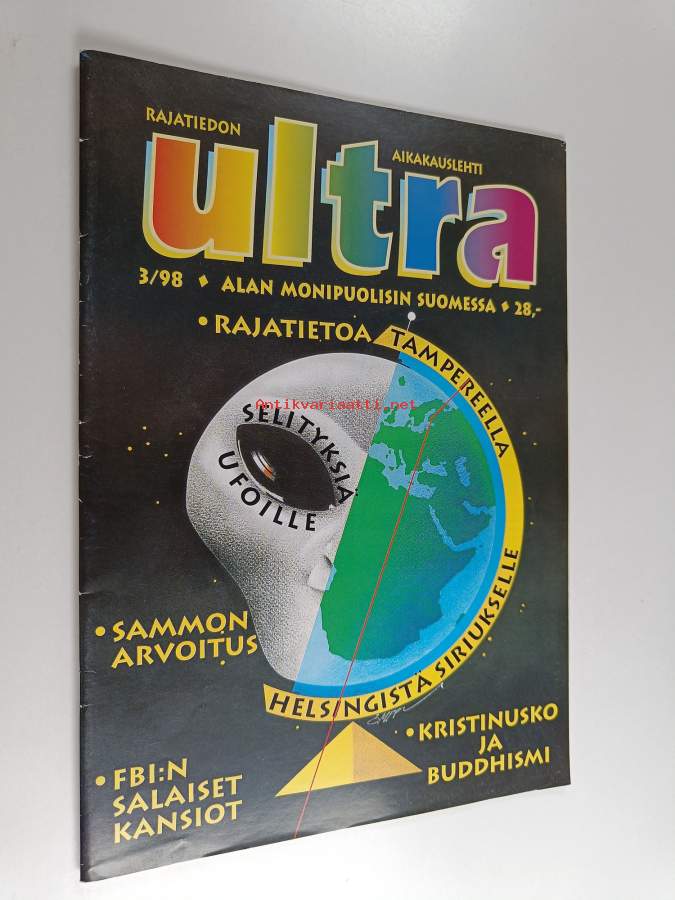 RAJATIEDON
AIKAKAUSLEHTI
ultra
3/98 ♦ ALAN MONIPUOLISIN SUOMESSA ♦ 28,-
• RAJATIETOA
TAMPEREELLA
Antikvariaatti.net
SELITYKSIÄ
UFOILLE
HELSINGISTÄ SIRIUKSELLE
• SAMMON
ARVOITUS
• KRISTINUSKO
JA
BUDDHISMI
• FBI:N
SALAISET
KANSIOT